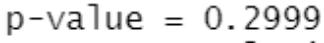 p-value = 0.2999